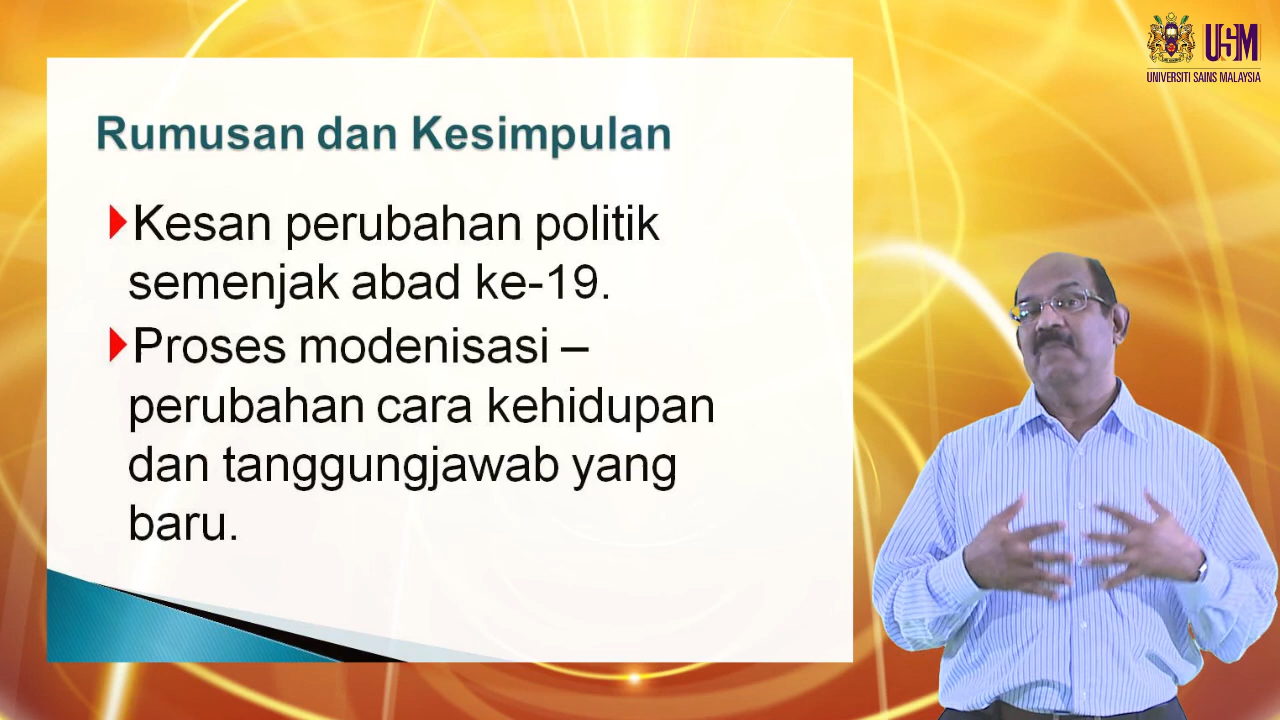 USM
UNIVERSITI SAINS MALAYSIA
Rumusan dan Kesimpulan
Kesan perubahan politik
semenjak abad ke-19.
Proses modenisasi –
perubahan cara kehidupan
dan tanggungjawab yang
baru.